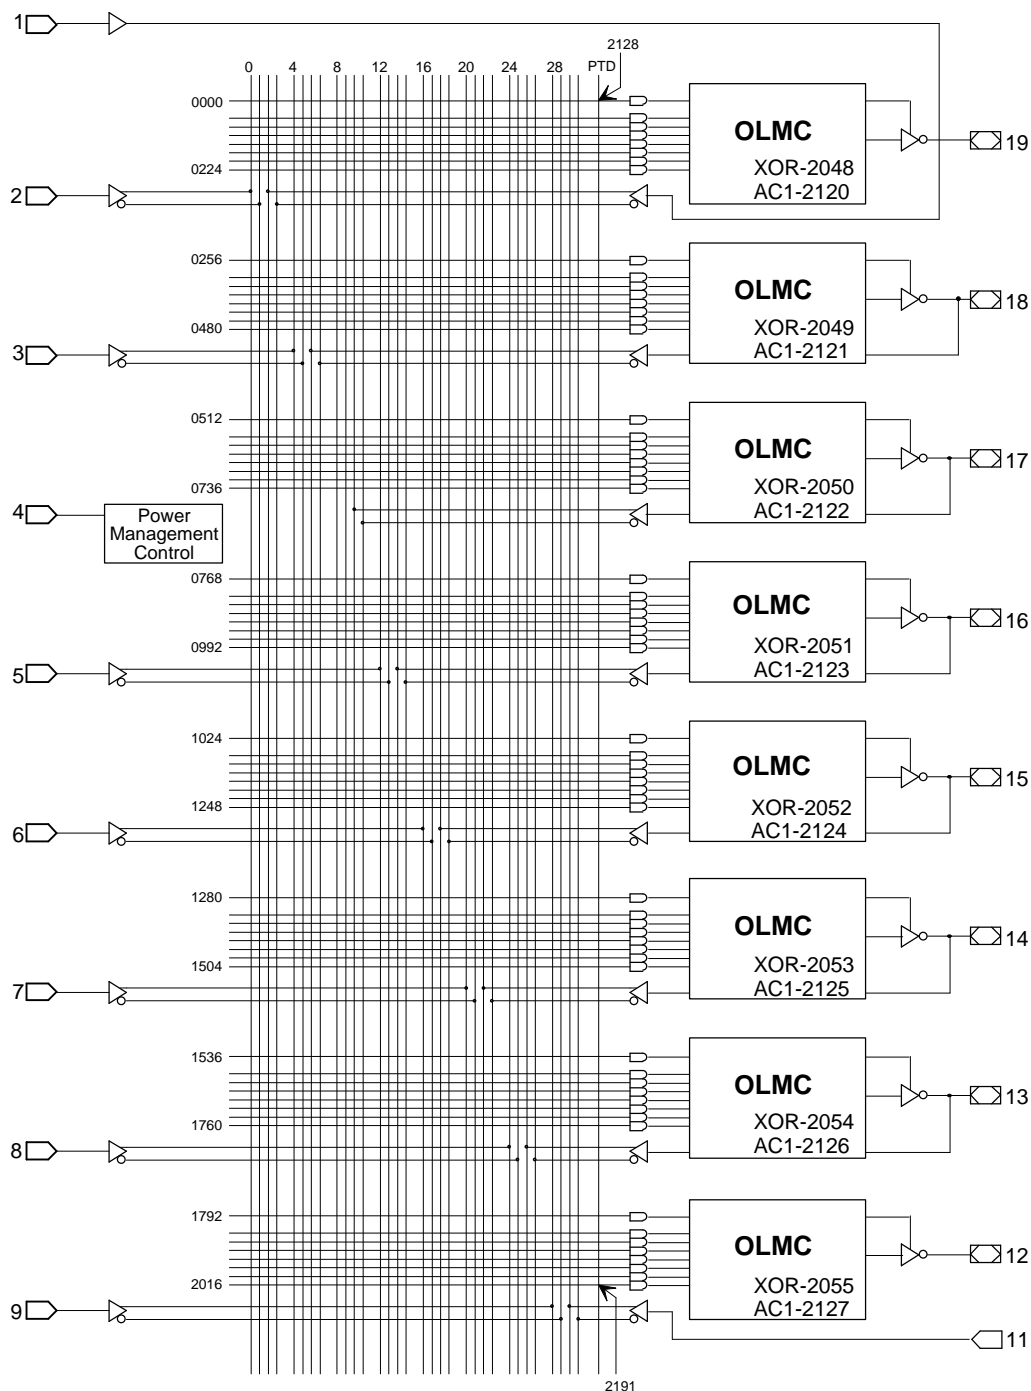 1
2128
0 4 8 12 16 20 24 28 PTD
0000
OLMC
19
XOR-2048
0224
AC1-2120
2
0256
OLMC
18
XOR-2049
0480
AC1-2121
3
0512
OLMC
17
XOR-2050
0736
AC1-2122
4
Power
Management
Control
0768
OLMC
16
XOR-2051
0992
AC1-2123
5
1024
OLMC
15
XOR-2052
1248
AC1-2124
6
1280
OLMC
14
XOR-2053
1504
AC1-2125
7
1536
OLMC
13
XOR-2054
1760
AC1-2126
8
1792
OLMC
12
XOR-2055
2016
AC1-2127
9
11
2191